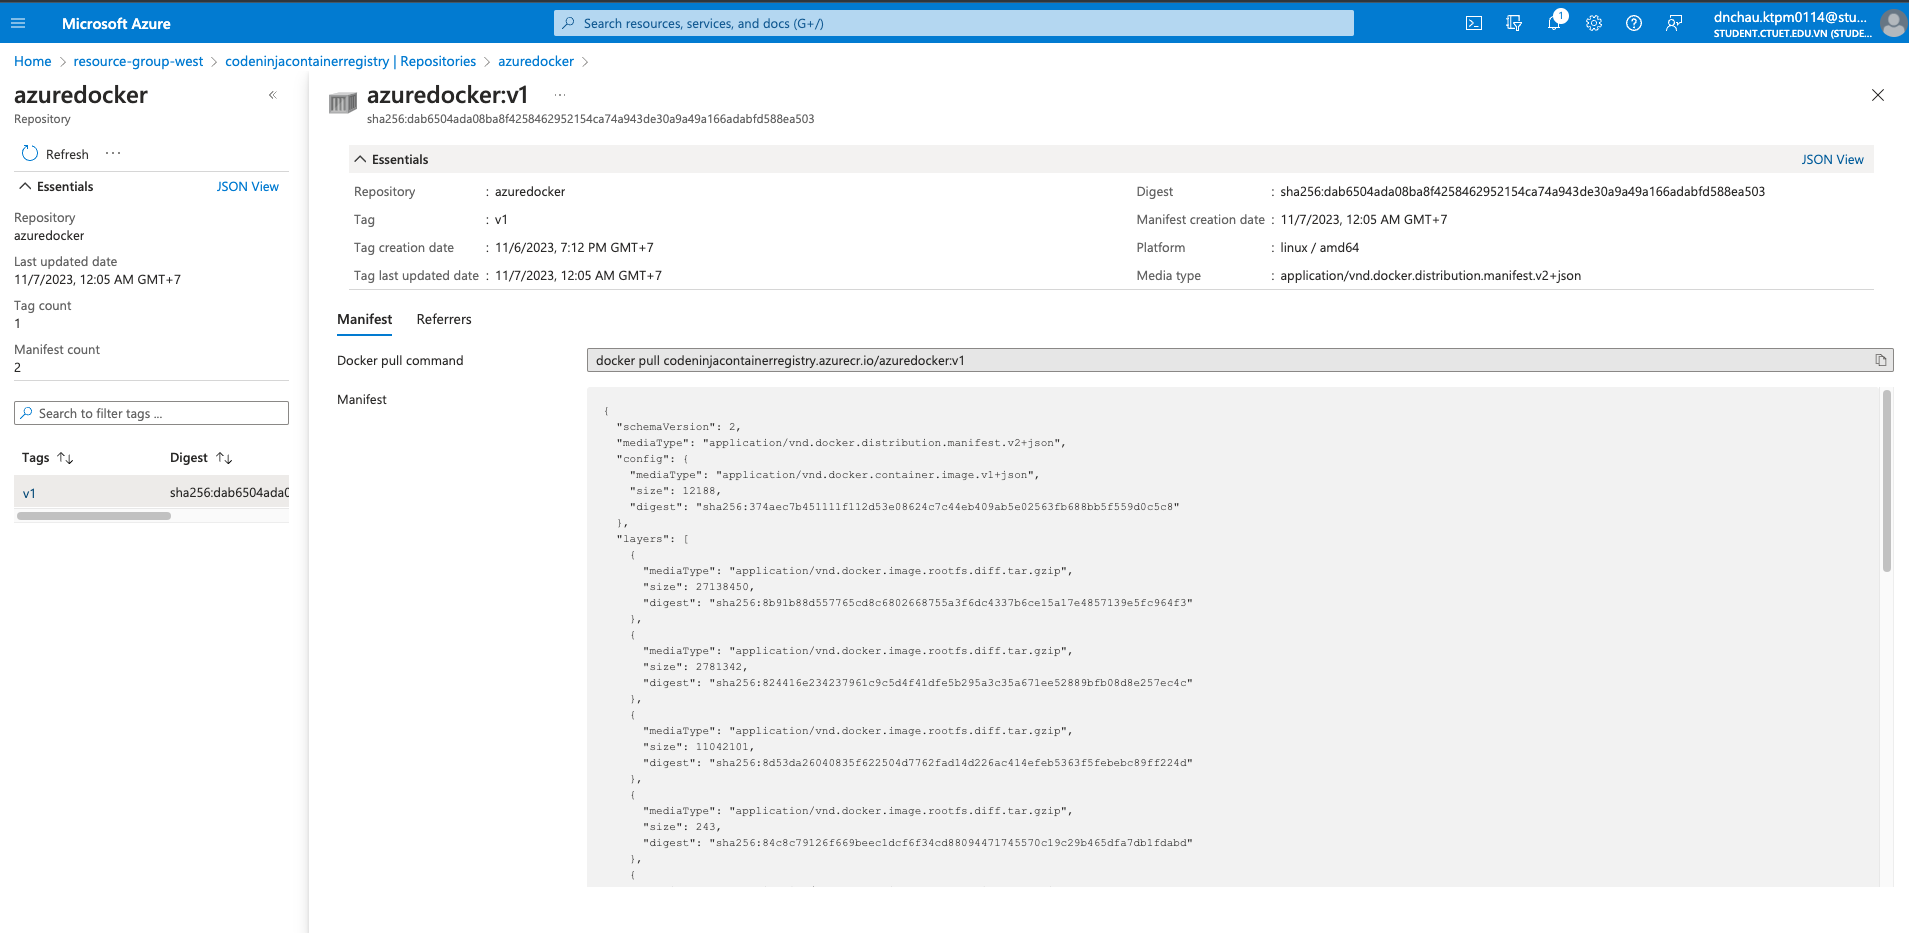 Microsoft Azure
Search resources, services, and docs (G+/)
1
dnchau.ktpm0114@stu...
STUDENT.CTUET.EDU.VN (STUDE...
Home > resource-group-west > codeninjacontainerregistry | Repositories > azuredocker >
azuredocker
Repository
Refresh ...
Essentials JSON View
Repository
azuredocker
Last updated date
11/7/2023, 12:05 AM GMT+7
Tag count
1
Manifest count
2
Search to filter tags ...
Tags ↑↓ Digest ↑↓
v1 sha256:dab6504ada0
azuredocker:v1 ...
sha256:dab6504ada08ba8f4258462952154ca74a943de30a9a49a166adabfd588ea503
Essentials JSON View
Repository : azuredocker
Tag : v1
Tag creation date : 11/6/2023, 7:12 PM GMT+7
Tag last updated date : 11/7/2023, 12:05 AM GMT+7
Digest : sha256:dab6504ada08ba8f4258462952154ca74a943de30a9a49a166adabfd588ea503
Manifest creation date : 11/7/2023, 12:05 AM GMT+7
Platform : linux / amd64
Media type : application/vnd.docker.distribution.manifest.v2+json
Manifest Referrers
Docker pull command
docker pull codeninjacontainerregistry.azurecr.io/azuredocker:v1
Manifest
{
"schemaVersion": 2,
"mediaType": "application/vnd.docker.distribution.manifest.v2+json",
"config": {
"mediaType": "application/vnd.docker.container.image.v1+json",
"size": 12188,
"digest": "sha256:374aec7b451111f112d53e08624c7c44eb409ab5e02563fb688bb5f559d0c5c8"
},
"layers": [
{
"mediaType": "application/vnd.docker.image.rootfs.diff.tar.gzip",
"size": 27138450,
"digest": "sha256:8b91b88d557765cd8c6802668755a3f6dc4337b6ce15a17e4857139e5fc964f3"
},
{
"mediaType": "application/vnd.docker.image.rootfs.diff.tar.gzip",
"size": 2781342,
"digest": "sha256:824416e234237961c9c5d4f41dfe5b295a3c35a671ee52889bfb08d8e257ec4c"
},
{
"mediaType": "application/vnd.docker.image.rootfs.diff.tar.gzip",
"size": 11042101,
"digest": "sha256:8d53da26040835f622504d7762fad14d226ac414efeb5363f5febebc89ff224d"
},
{
"mediaType": "application/vnd.docker.image.rootfs.diff.tar.gzip",
"size": 243,
"digest": "sha256:84c8c79126f669beec1dcf6f34cd88094471745570c19c29b465dfa7db1fdabd"
},
{